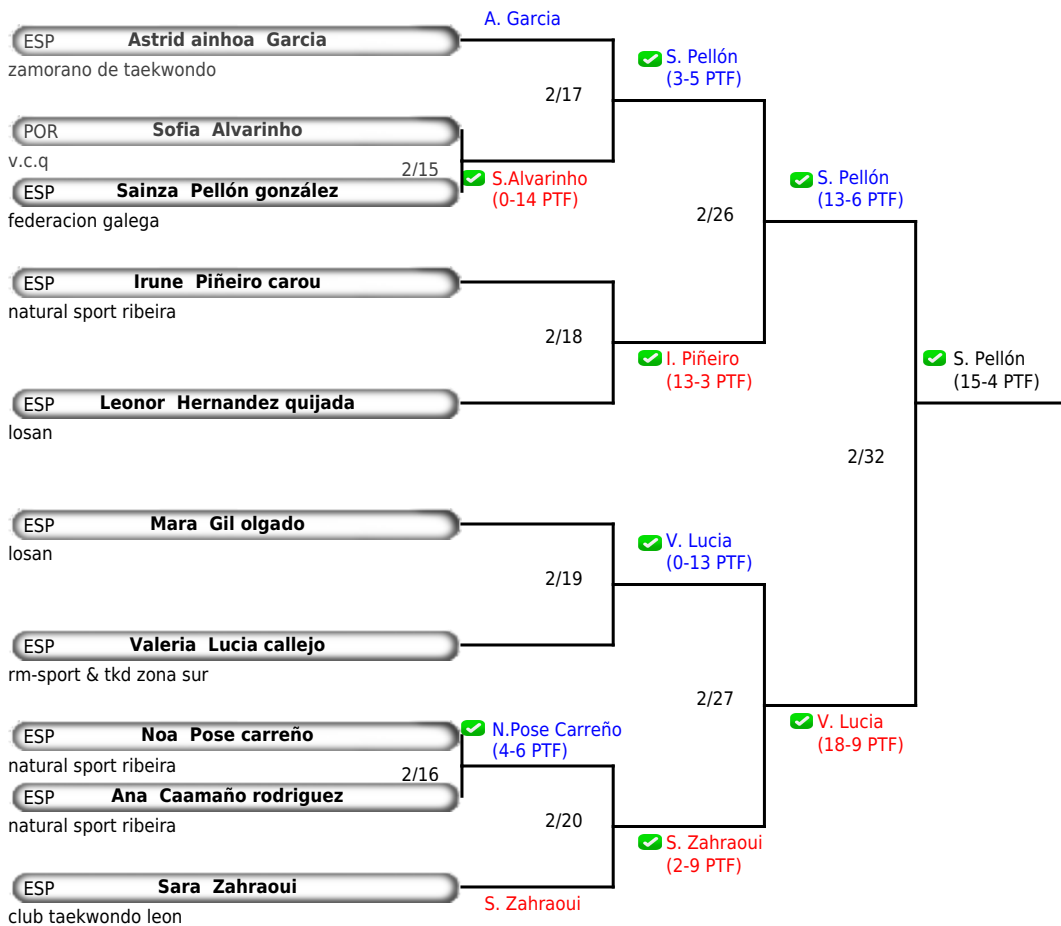 A. Garcia
ESP Astrid ainhoa Garcia
zamorano de taekwondo
S. Pellón
(3-5 PTF)
2/17
POR Sofia Alvarinho
v.c.q
2/15
ESP Sainza Pellón gonzález
federacion galega
S.Alvarinho
(0-14 PTF)
S. Pellón
(13-6 PTF)
2/26
ESP Irune Piñeiro carou
natural sport ribeira
2/18
I. Piñeiro
(13-3 PTF)
S. Pellón
(15-4 PTF)
ESP Leonor Hernandez quijada
losan
2/32
ESP Mara Gil olgado
losan
V. Lucia
(0-13 PTF)
2/19
ESP Valeria Lucia callejo
rm-sport & tkd zona sur
2/27
V. Lucia
(18-9 PTF)
ESP Noa Pose carreño
natural sport ribeira
N.Pose Carreño
(4-6 PTF)
2/16
ESP Ana Caamaño rodriguez
natural sport ribeira
2/20
S. Zahraoui
(2-9 PTF)
ESP Sara Zahraoui
club taekwondo leon
S. Zahraoui